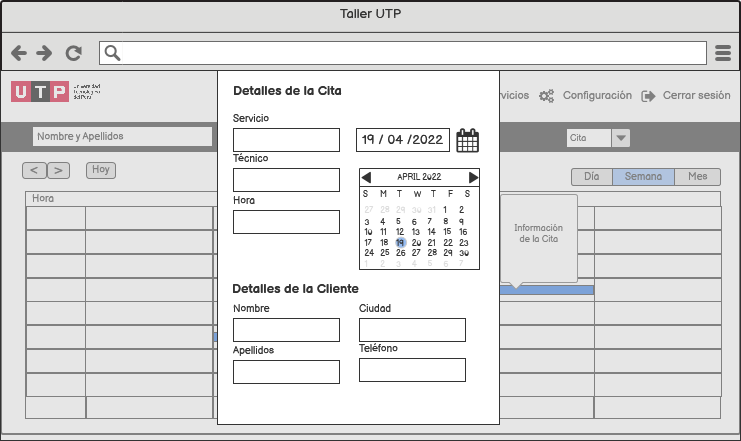 Taller UTP
UTP
Universidad
Tecnológica
del Perú
Detalles de la Cita
vicios
Configuración
Cerrar sesión
Nombre y Apellidos
Cita
Servicio
19 / 04 /2022
Técnico
Hora
< >
Hoy
Día Semana Mes
Hora
APRIL 2022
S M T W T F S
27 28 29 30 31 1 2
3 4 5 6 7 8 9
10 11 12 13 14 15 16
17 18 19 20 21 22 23
24 25 26 27 28 29 30
1 2 3 4 5 6 7
Información
de la Cita
Detalles de la Cliente
Nombre
Ciudad
Apellidos
Teléfono